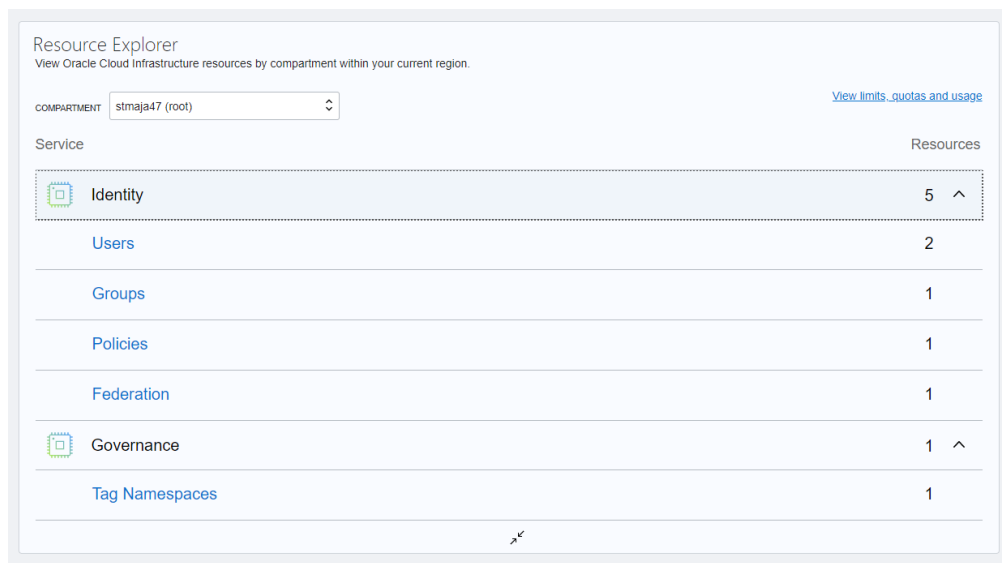 Resource Explorer
View Oracle Cloud Infrastructure resources by compartment within your current region.
COMPARTMENT stmaja47 (root)
View limits, quotas and usage
Service Resources
Identity 5
Users 2
Groups 1
Policies 1
Federation 1
Governance 1
Tag Namespaces 1